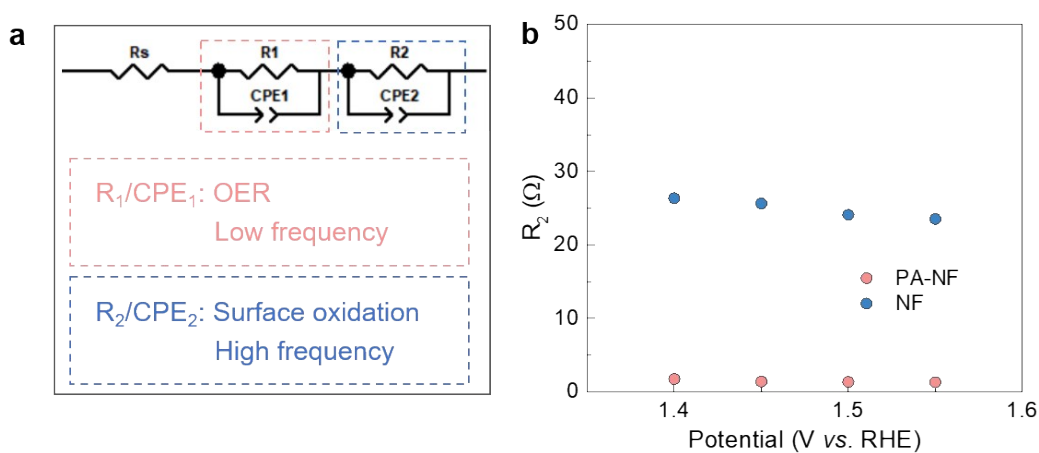 a
Rs
R1
R2
CPE1
CPE2
R₁/CPE₁: OER
Low frequency
R₂/CPE₂: Surface oxidation
High frequency
b
50
40
30
20
10
0
R₂ (Ω)
PA-NF
NF
1.4
1.5
1.6
Potential (V vs. RHE)